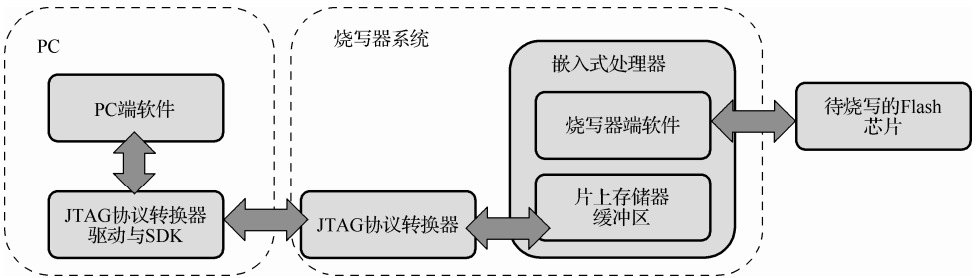 PC
PC端软件
JTAG协议转换器
驱动与SDK
烧写器系统
JTAG协议转换器
嵌入式处理器
烧写器端软件
片上存储器
缓冲区
待烧写的Flash
芯片